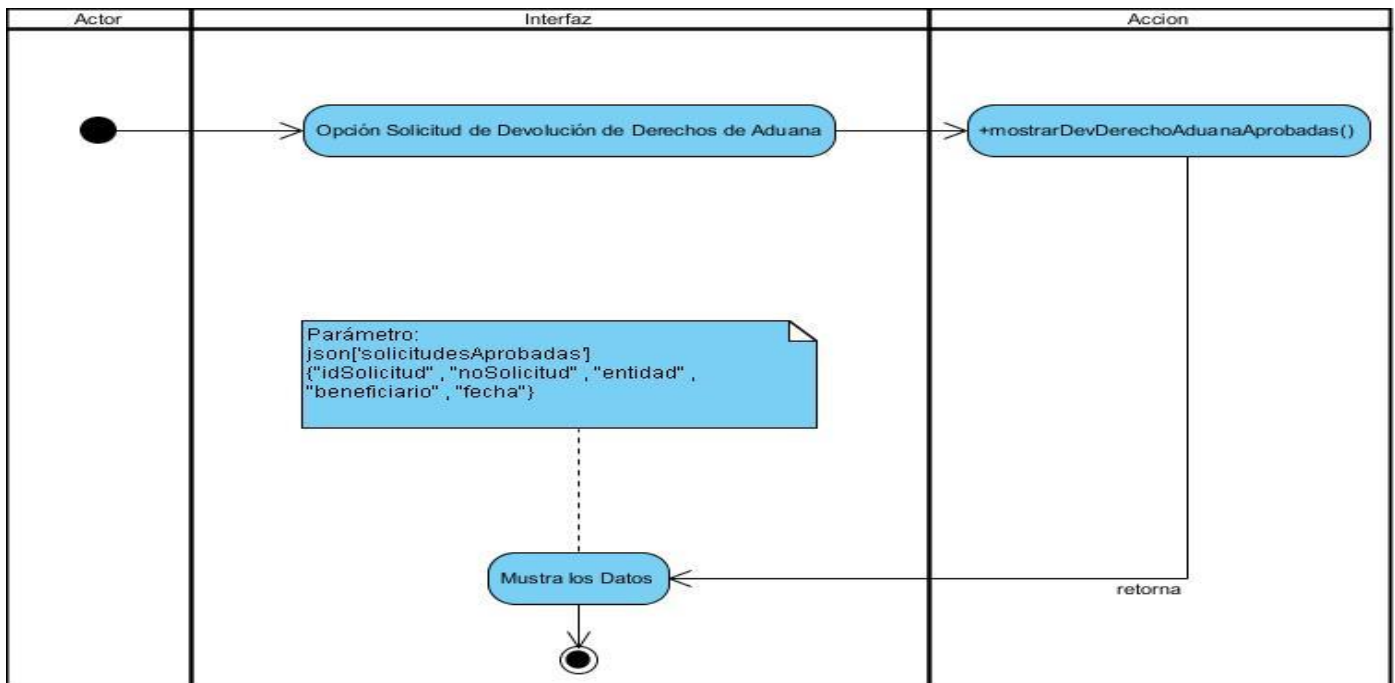 Actor
Interfaz
Accion
Opción Solicitud de Devolución de Derechos de Aduana
+mostrarDevDerechoAduanaAprobadas()
Parámetro:
json['solicitudesAprobadas']
{"idSolicitud" , "noSolicitud" , "entidad" ,
"beneficiario" , "fecha"}
Mustra los Datos
retorna